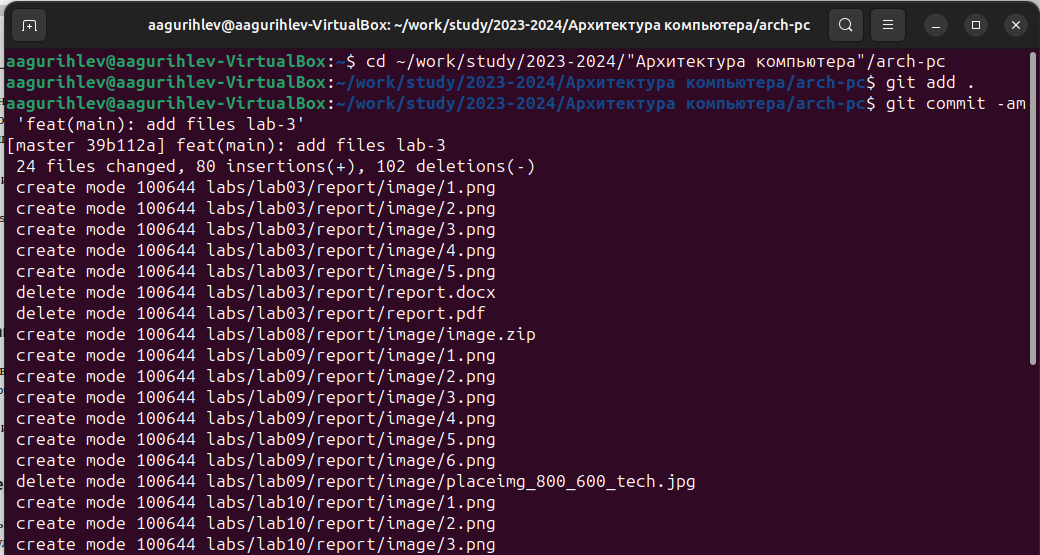 aagurihlev@aagurihlev-VirtualBox: ~/work/study/2023-2024/Архитектура компьютера/arch-pc
aagurihlev@aagurihlev-VirtualBox:~$ cd ~/work/study/2023-2024/"Архитектура компьютера"/arch-pc
aagurihlev@aagurihlev-VirtualBox:~/work/study/2023-2024/Архитектура компьютера/arch-pc$ git add .
aagurihlev@aagurihlev-VirtualBox:~/work/study/2023-2024/Архитектура компьютера/arch-pc$ git commit -am
'feat(main): add files lab-3'
[master 39b112a] feat(main): add files lab-3
24 files changed, 80 insertions(+), 102 deletions(-)
create mode 100644 labs/lab03/report/image/1.png
create mode 100644 labs/lab03/report/image/2.png
create mode 100644 labs/lab03/report/image/3.png
create mode 100644 labs/lab03/report/image/4.png
create mode 100644 labs/lab03/report/image/5.png
delete mode 100644 labs/lab03/report/report.docx
delete mode 100644 labs/lab03/report/report.pdf
create mode 100644 labs/lab08/report/image/image.zip
create mode 100644 labs/lab09/report/image/1.png
create mode 100644 labs/lab09/report/image/2.png
create mode 100644 labs/lab09/report/image/3.png
create mode 100644 labs/lab09/report/image/4.png
create mode 100644 labs/lab09/report/image/5.png
create mode 100644 labs/lab09/report/image/6.png
delete mode 100644 labs/lab09/report/image/placeimg_800_600_tech.jpg
create mode 100644 labs/lab10/report/image/1.png
create mode 100644 labs/lab10/report/image/2.png
create mode 100644 labs/lab10/report/image/3.png